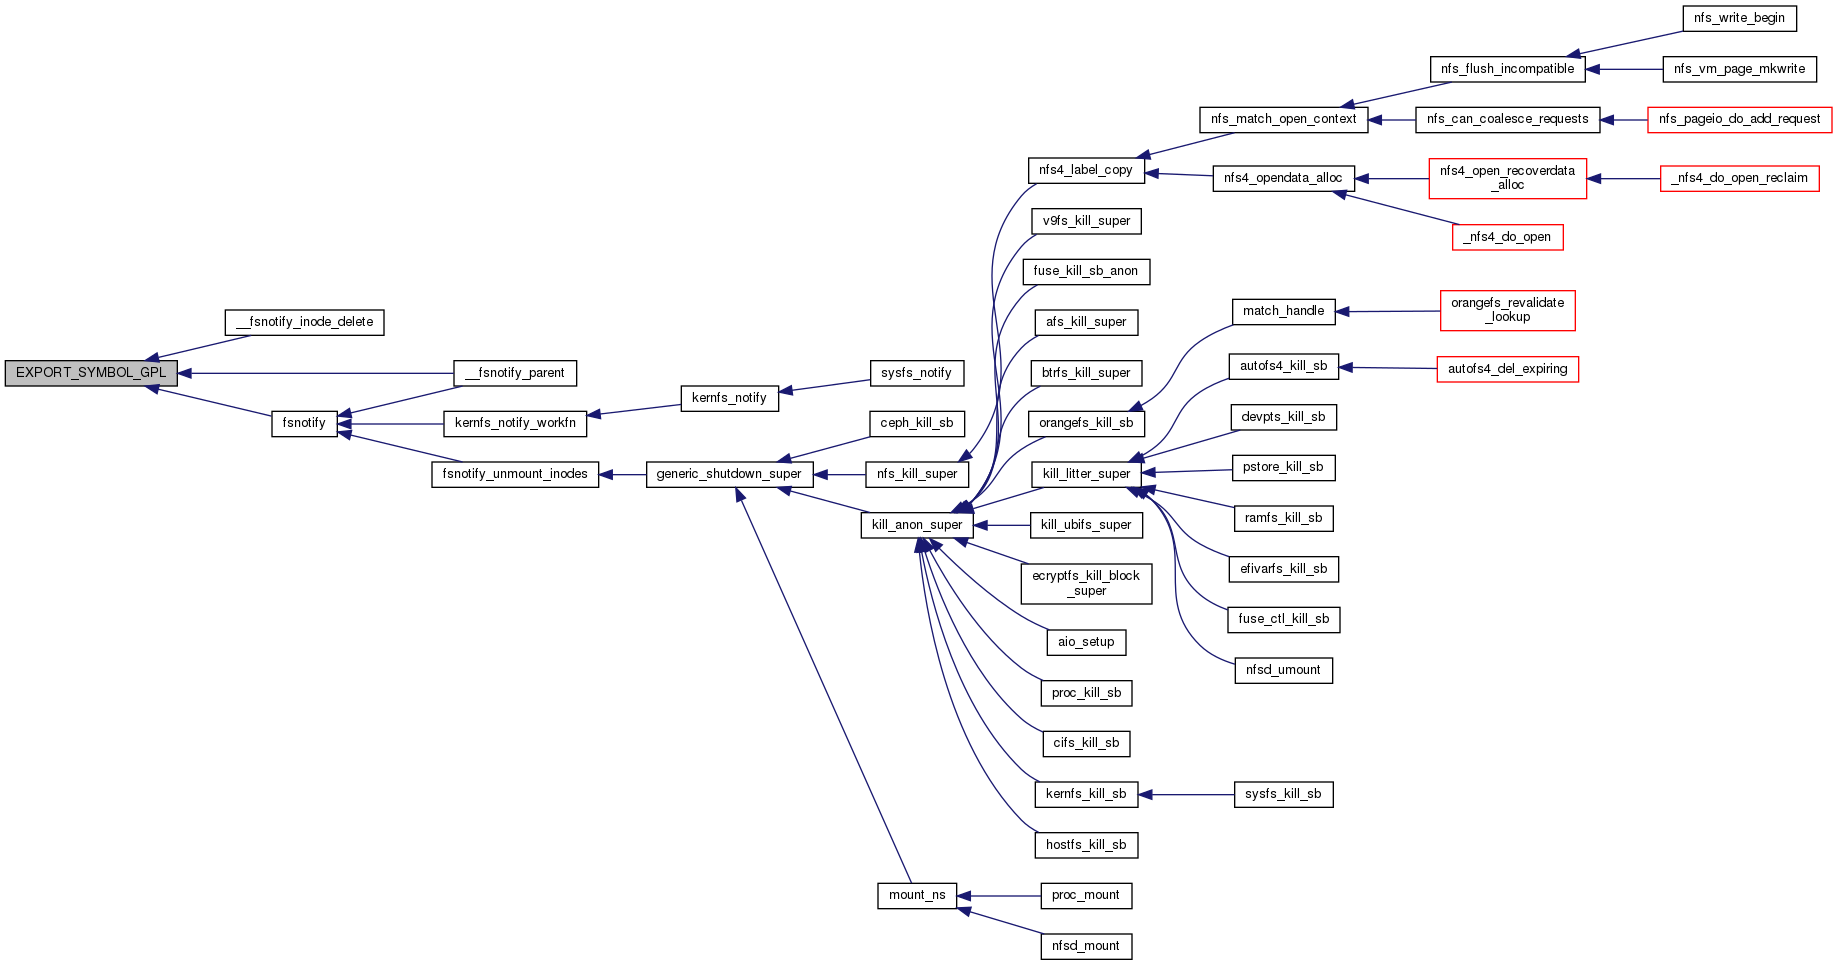 nfs_write_begin
nfs_flush_incompatible
nfs_vm_page_mkwrite
nfs_match_open_context
nfs_can_coalesce_requests
nfs_pageio_do_add_request
nfs4_label_copy
nfs4_opendata_alloc
nfs4_open_recoverdata
_alloc
_nfs4_do_open_reclaim
v9fs_kill_super
_nfs4_do_open
fuse_kill_sb_anon
match_handle
orangefs_revalidate
_lookup
__fsnotify_inode_delete
afs_kill_super
EXPORT_SYMBOL_GPL
__fsnotify_parent
sysfs_notify
btrfs_kill_super
autofs4_kill_sb
autofs4_del_expiring
kernfs_notify
fsnotify
kernfs_notify_workfn
ceph_kill_sb
orangefs_kill_sb
devpts_kill_sb
fsnotify_unmount_inodes
generic_shutdown_super
nfs_kill_super
kill_litter_super
pstore_kill_sb
kill_anon_super
kill_ubifs_super
ramfs_kill_sb
ecryptfs_kill_block
_super
efivarfs_kill_sb
fuse_ctl_kill_sb
aio_setup
nfsd_umount
proc_kill_sb
cifs_kill_sb
kernfs_kill_sb
sysfs_kill_sb
hostfs_kill_sb
mount_ns
proc_mount
nfsd_mount